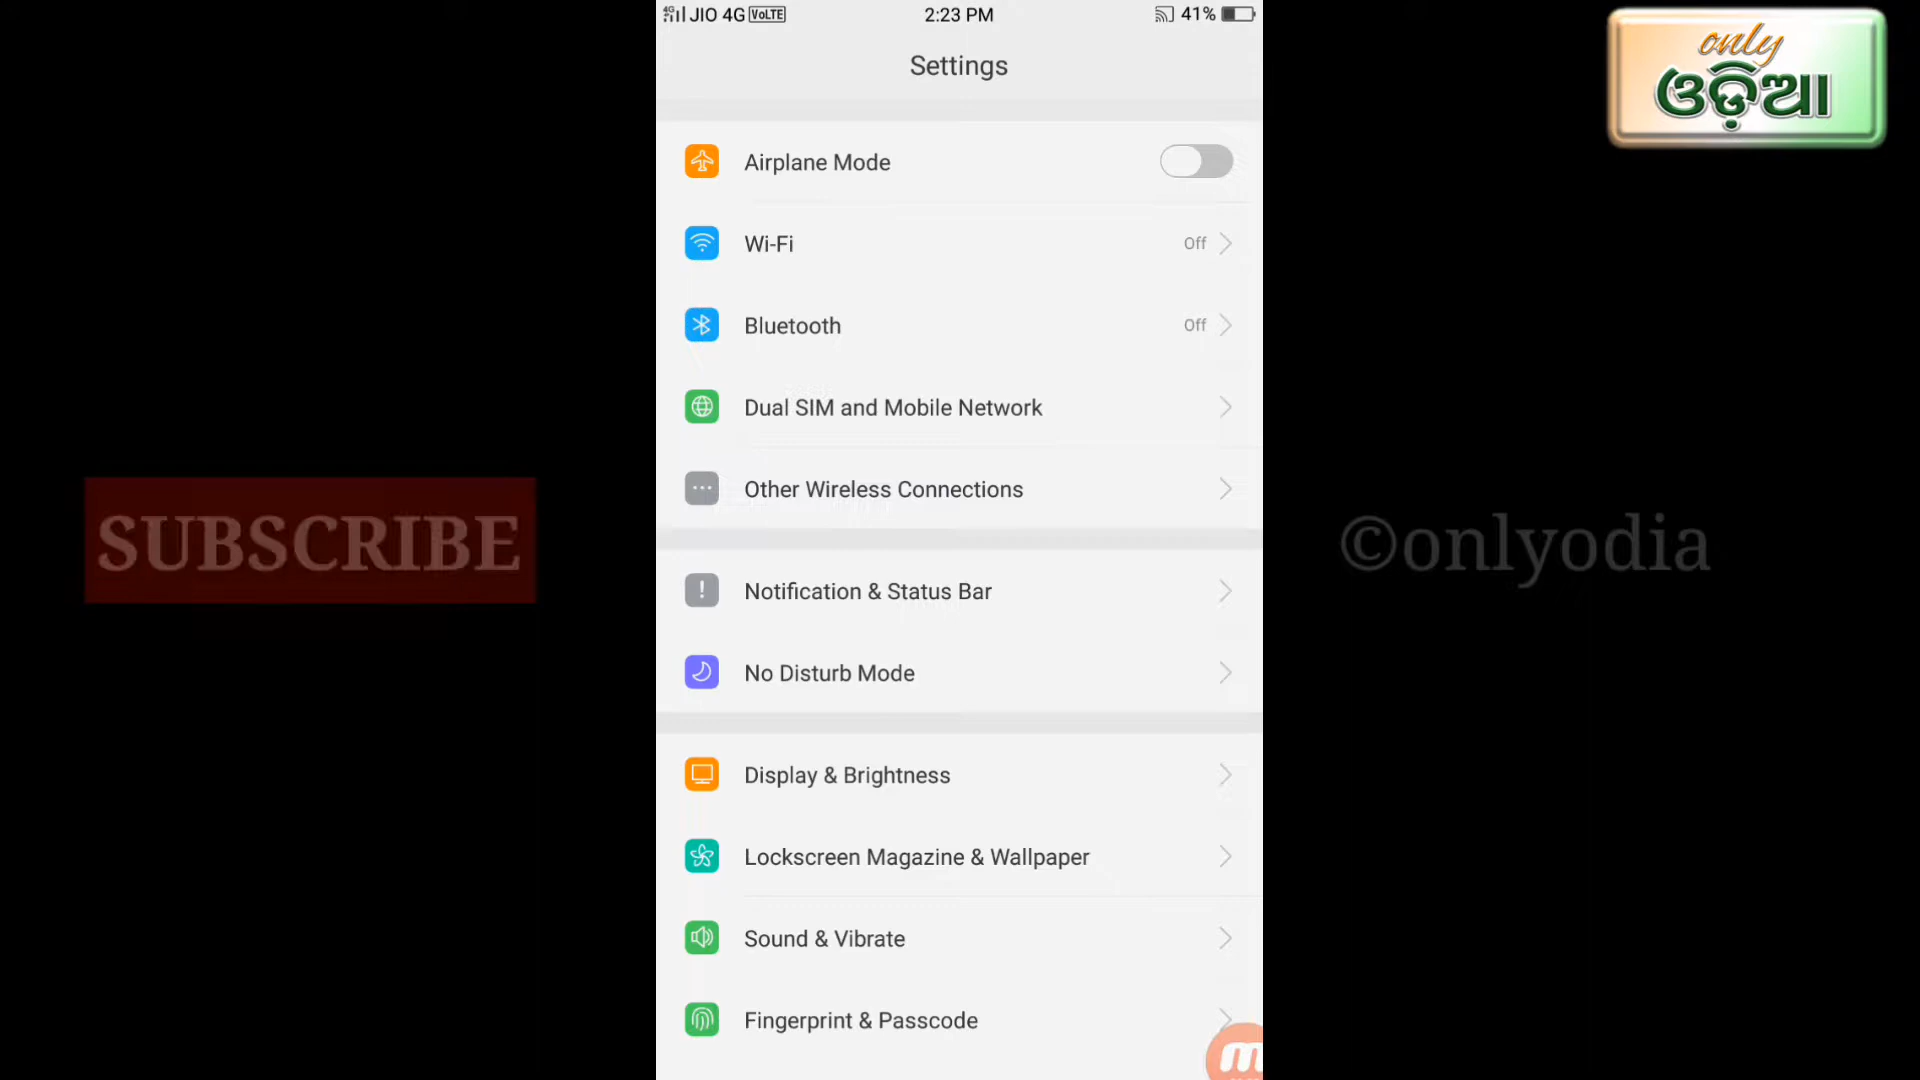 4G JIO 4G VoLTE 2:23 PM 41%
only
ଓଡ଼ିଆ
Settings
Airplane Mode
Wi-Fi Off
Bluetooth Off
Dual SIM and Mobile Network
Other Wireless Connections
SUBSCRIBE
©onlyodia
Notification & Status Bar
No Disturb Mode
Display & Brightness
Lockscreen Magazine & Wallpaper
Sound & Vibrate
Fingerprint & Passcode